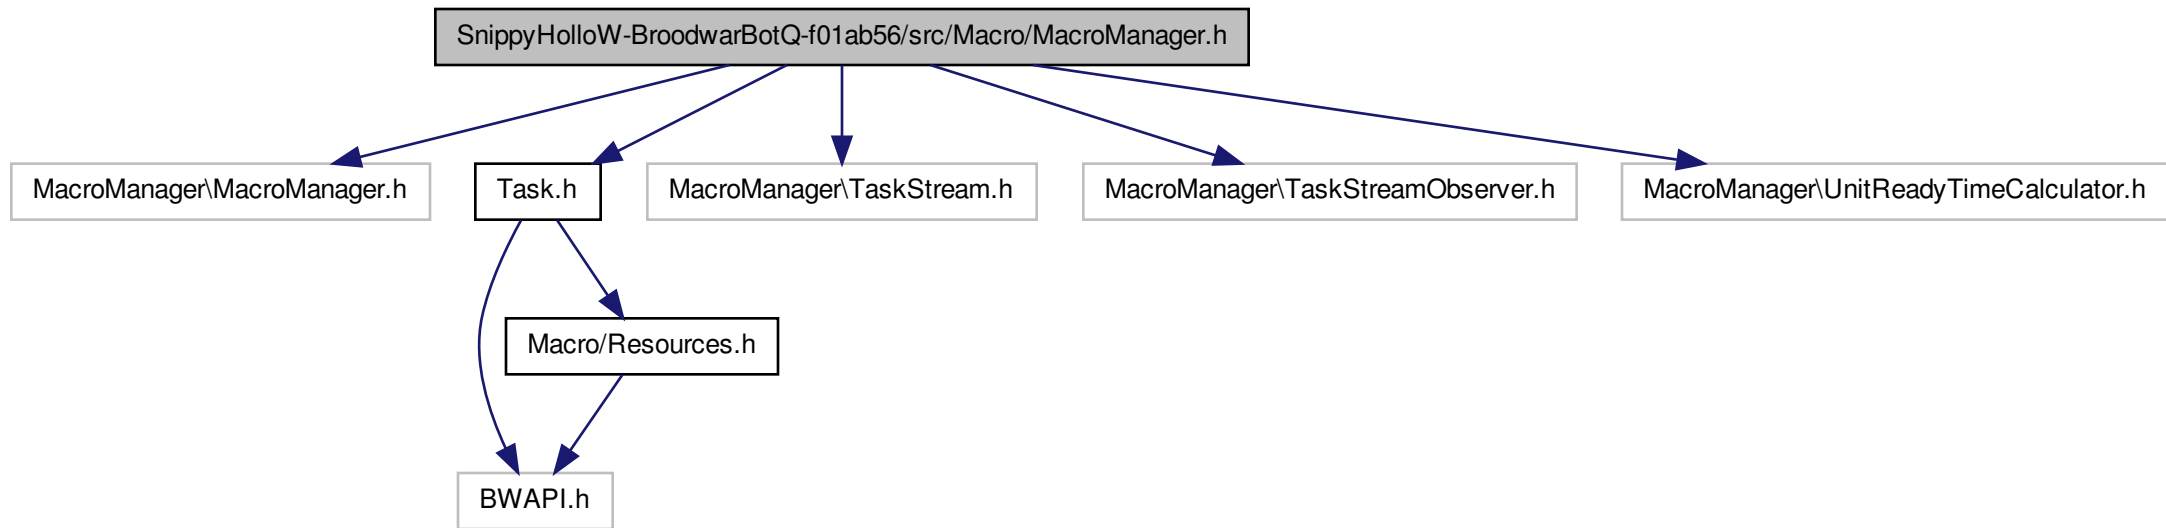 SnippyHolloW-BroodwarBotQ-f01ab56/src/Macro/MacroManager.h
MacroManager\MacroManager.h
Task.h
MacroManager\TaskStream.h
MacroManager\TaskStreamObserver.h
MacroManager\UnitReadyTimeCalculator.h
Macro/Resources.h
BWAPI.h